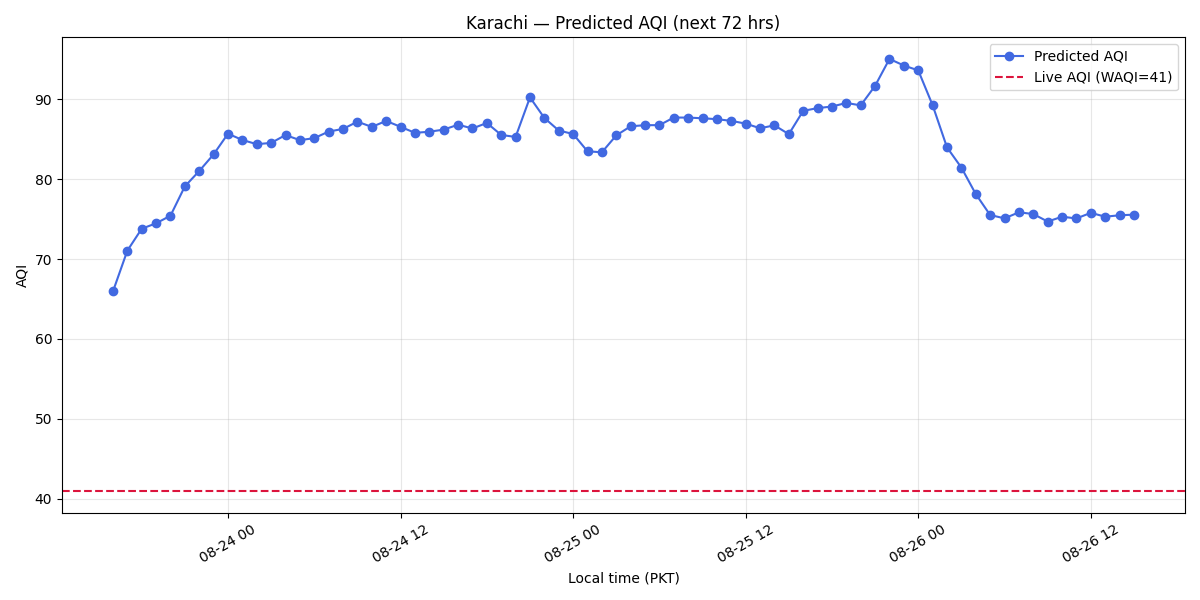 Karachi — Predicted AQI (next 72 hrs)
Predicted AQI
Live AQI (WAQI=41)
AQI
90
80
70
60
50
40
08-24 00
08-24 12
08-25 00
08-25 12
08-26 00
08-26 12
Local time (PKT)